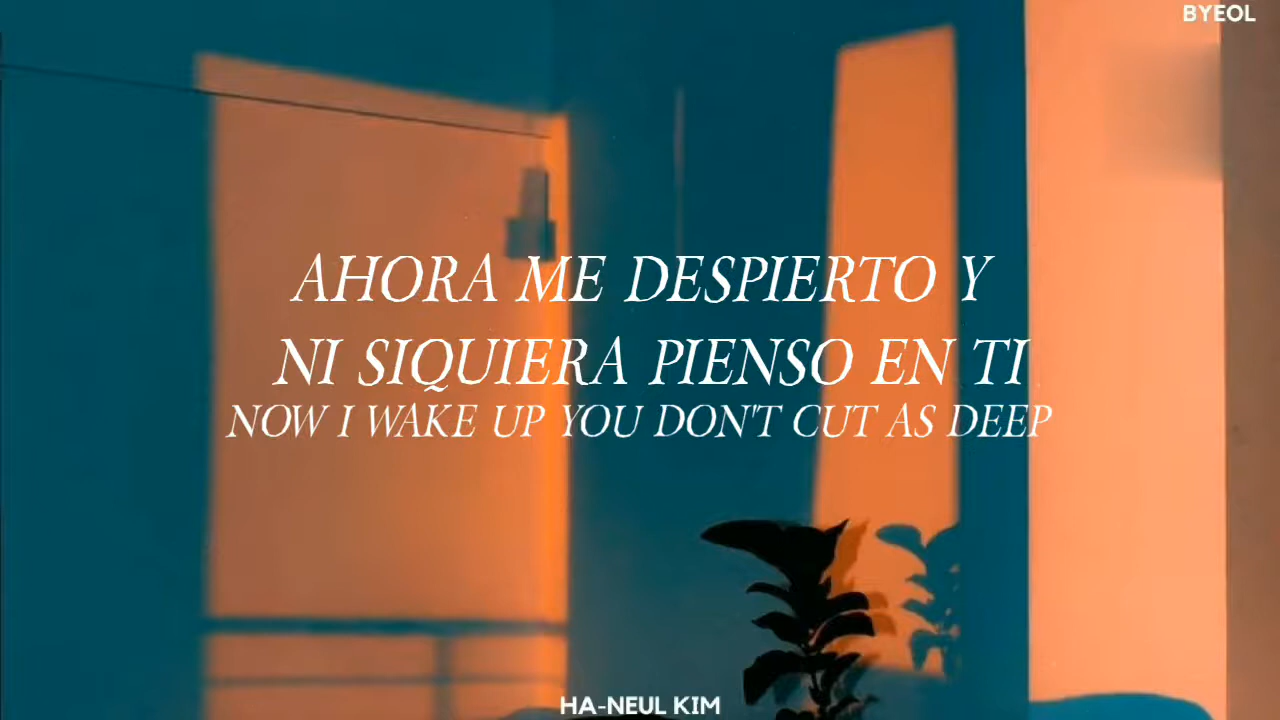 BYEOL
AHORA ME DESPIERTO Y
NI SIQUIERA PIENSO EN TI
NOW I WAKE UP YOU DON'T CUT AS DEEP
HA-NEUL KIM